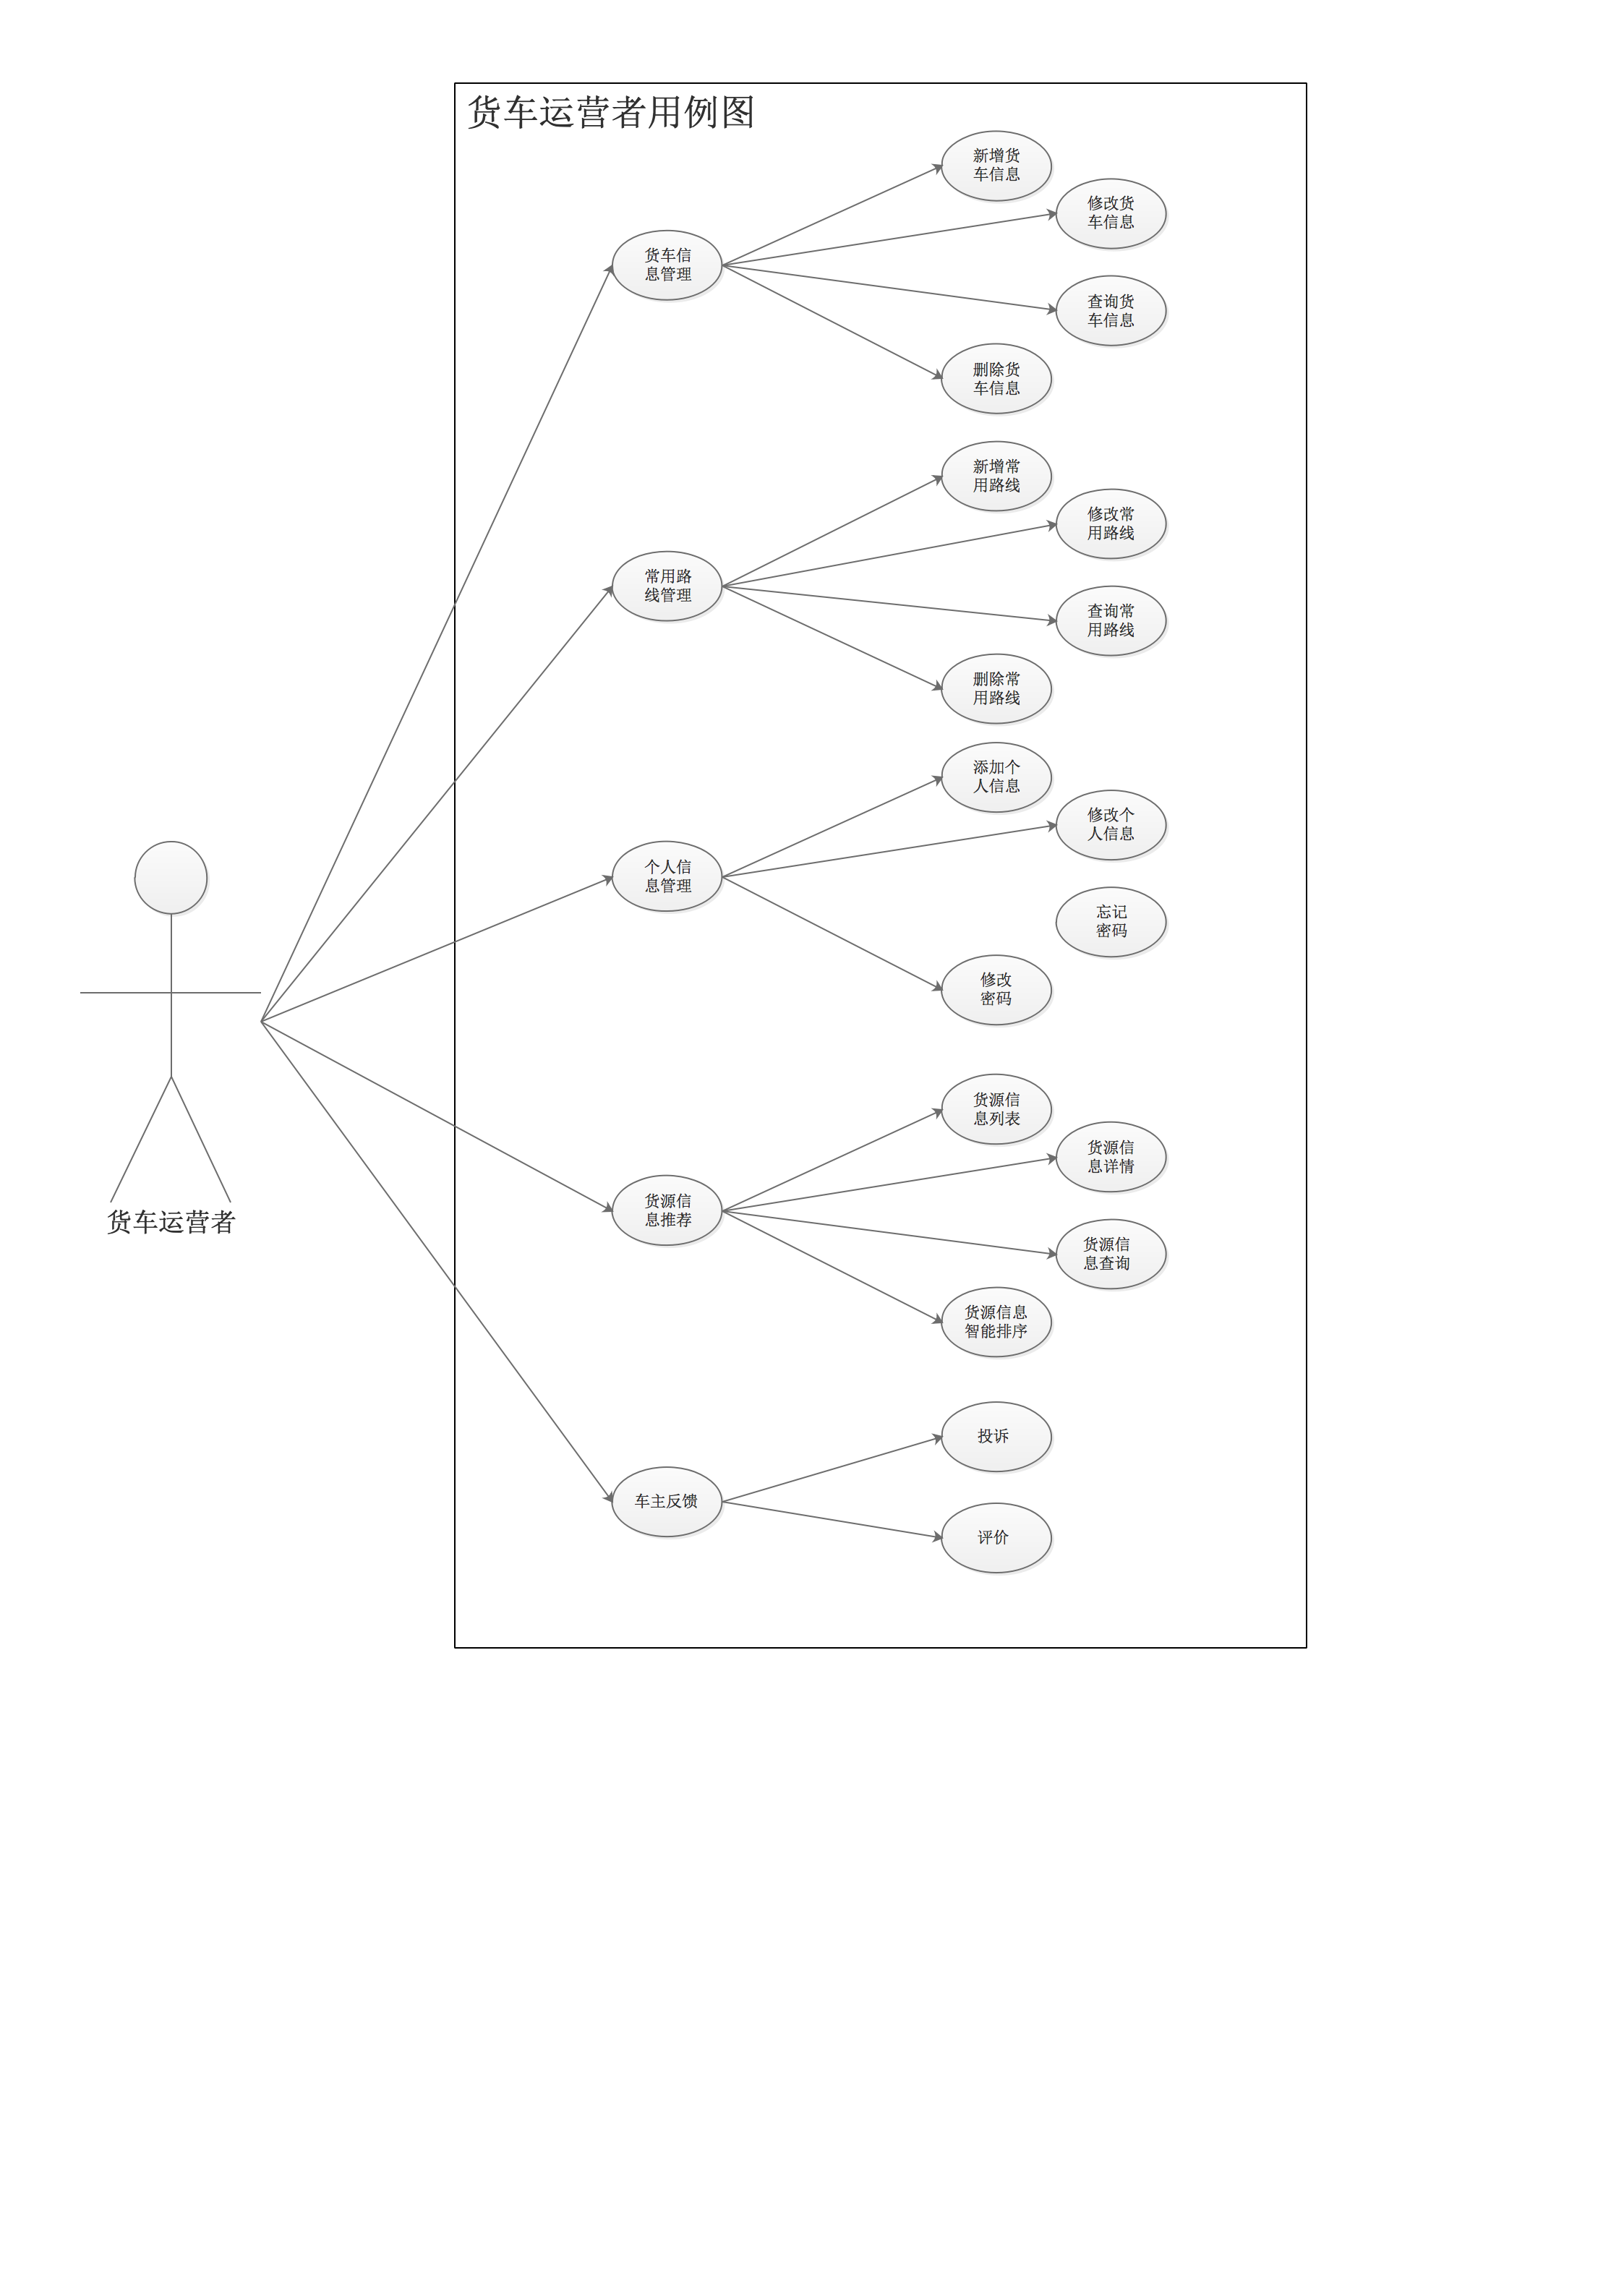 货车运营者用例图
新增货
车信息
修改货
车信息
货车信
息管理
查询货
车信息
删除货
车信息
新增常
用路线
修改常
用路线
常用路
线管理
查询常
用路线
删除常
用路线
添加个
人信息
修改个
人信息
个人信
息管理
忘记
密码
修改
密码
货源信
息列表
货源信
息详情
货源信
息推荐
货车运营者
货源信
息查询
货源信息
智能排序
投诉
车主反馈
评价